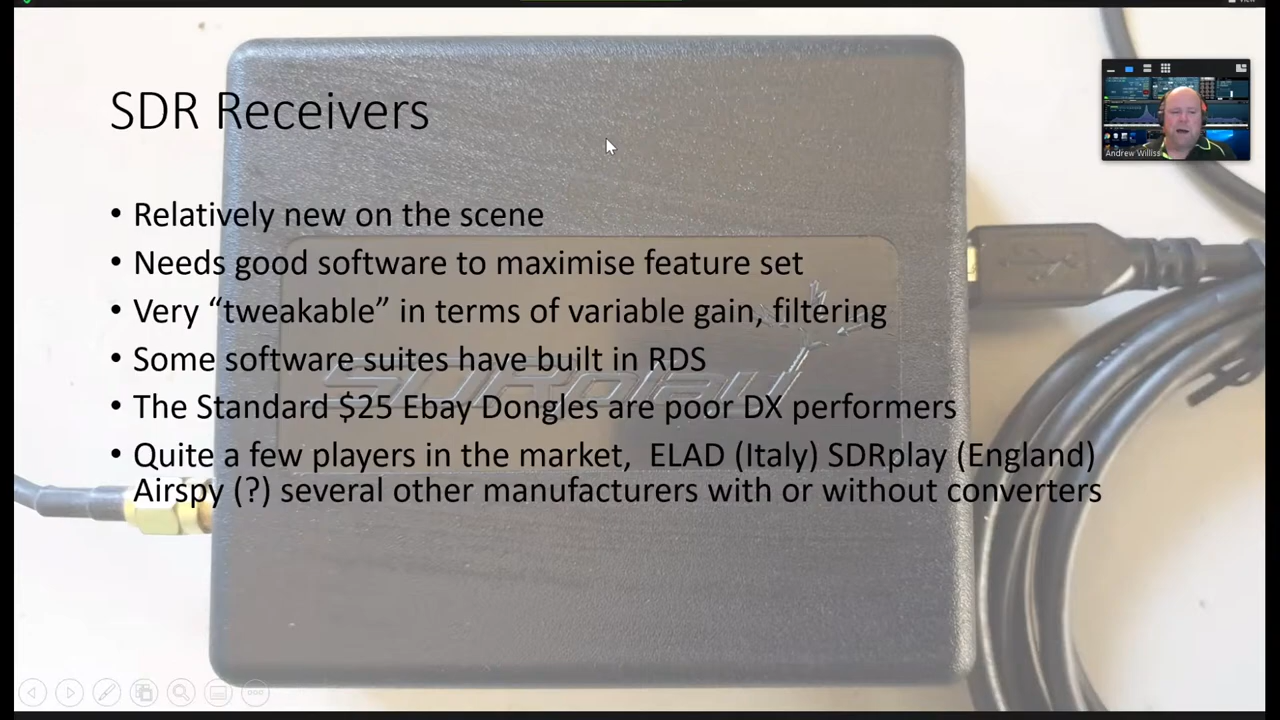 VIEW
SDR Receivers
Andrew Williss
• Relatively new on the scene
• Needs good software to maximise feature set
• Very “tweakable” in terms of variable gain, filtering
• Some software suites have built in RDS
SDRplay
• The Standard $25 Ebay Dongles are poor DX performers
• Quite a few players in the market,  ELAD (Italy) SDRplay (England)
Airspy (?) several other manufacturers with or without converters